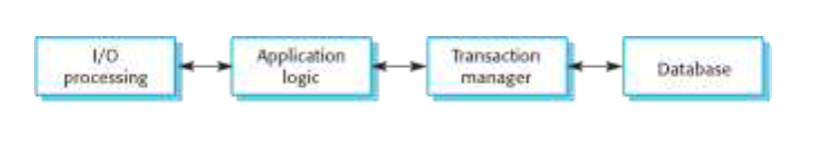 I/O
processing
Application
logic
Transaction
manager
Database